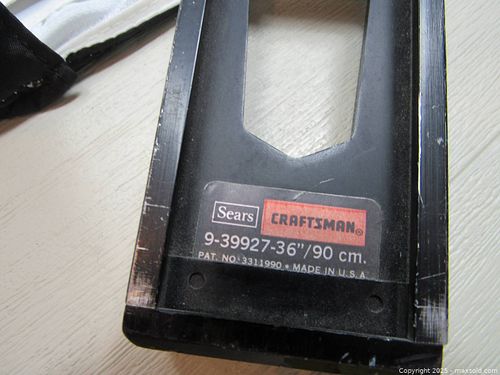 Sears CRAFTSMAN®
9-39927-36"/90 cm.
PAT. NO. 3311990 • MADE IN U.S.A
Copyright 2025 - maxsold.com